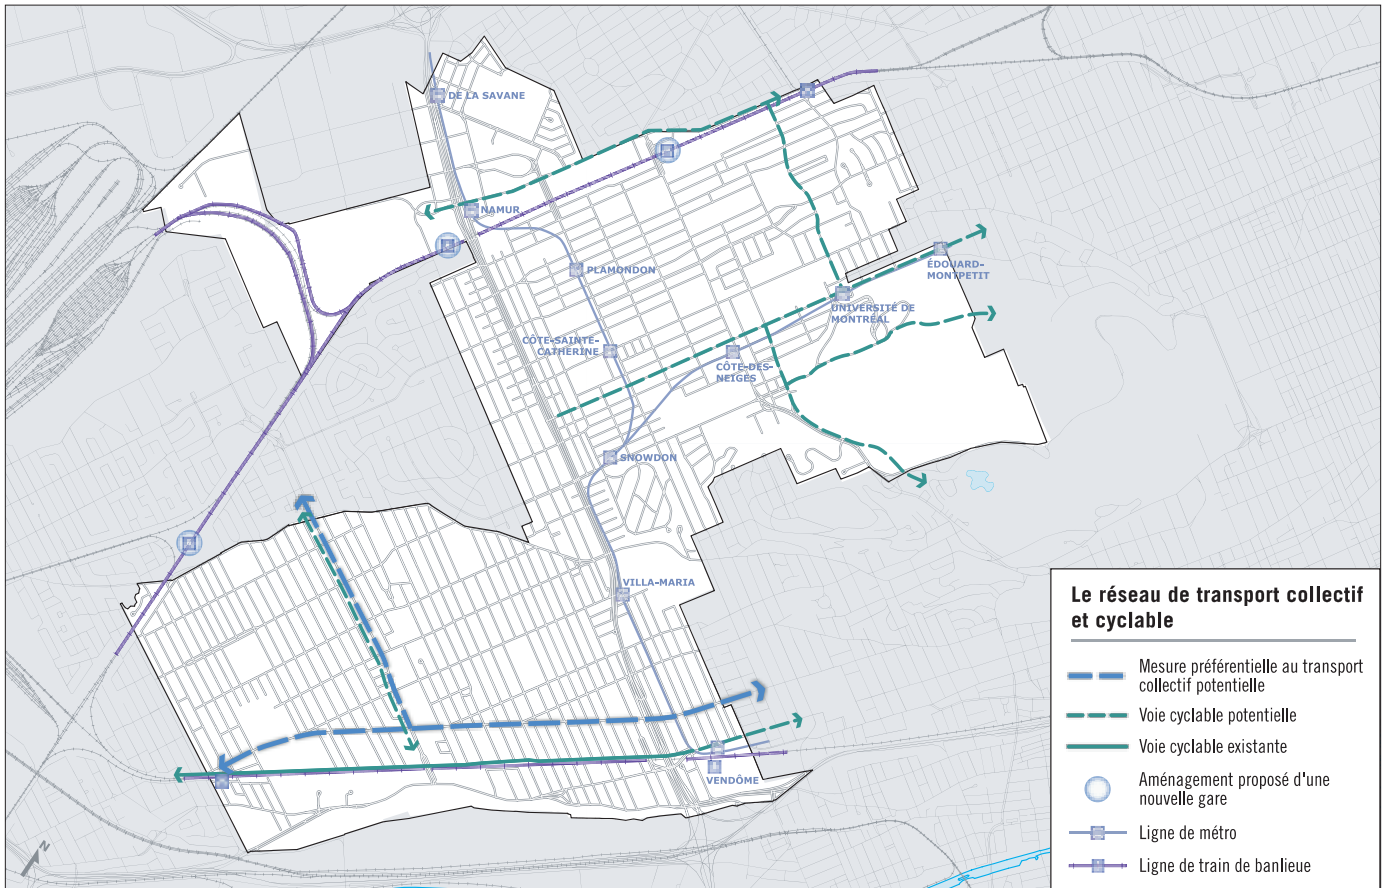 DE LA SAVANE
NAMUR
PLAMONDON
ÉDOUARD-
MONTPETIT
UNIVERSITÉ DE
MONTRÉAL
CÔTE-SAINTE-
CATHERINE
CÔTE-DES-
NEIGES
SNOWDON
VILLA-MARIA
VENDÔME
N
Le réseau de transport collectif
et cyclable
Mesure préférentielle au transport
collectif potentielle
Voie cyclable potentielle
Voie cyclable existante
Aménagement proposé d'une
nouvelle gare
Ligne de métro
Ligne de train de banlieue